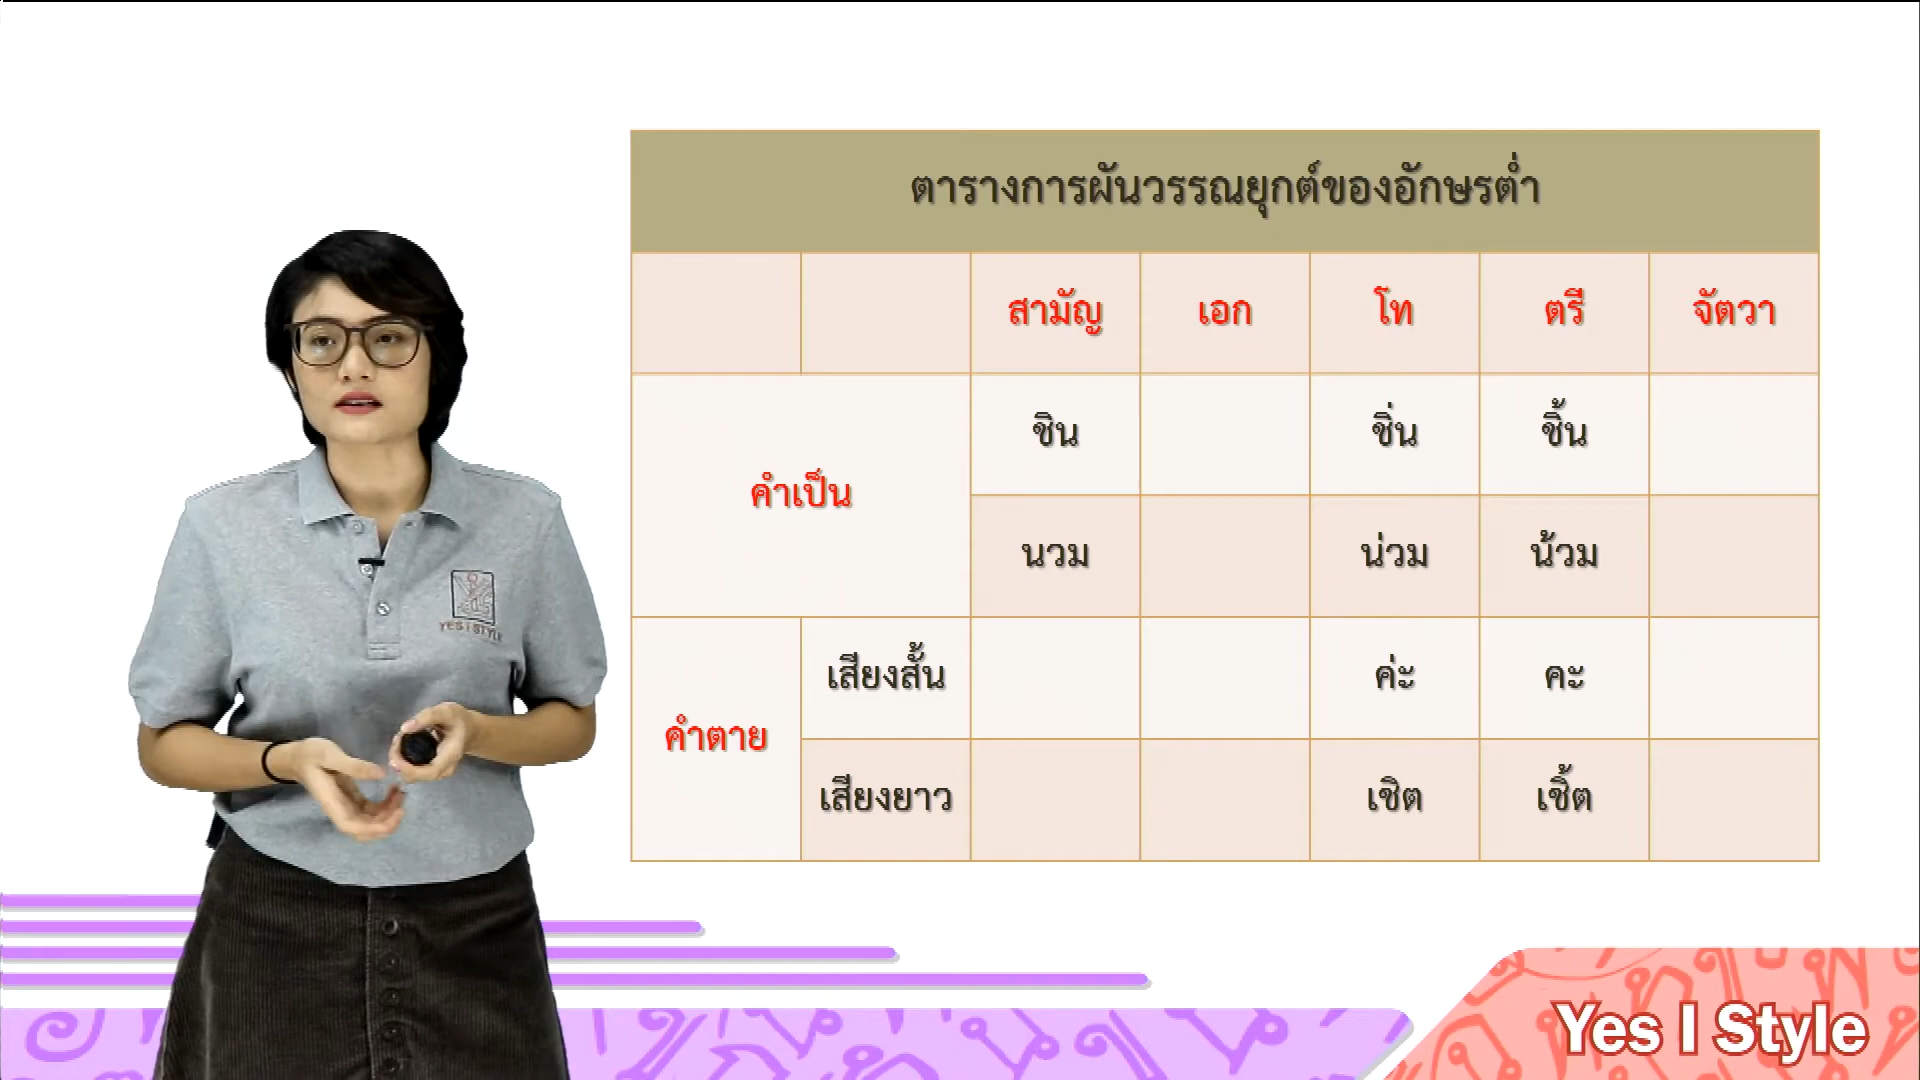 ตารางการผันวรรณยุกต์ของอักษรต่ำ
สามัญ เอก โท ตรี จัตวา
คำเป็น
ชิน ชิ่น ชิ้น
นวม น่วม น้วม
คำตาย
เสียงสั้น ค่ะ คะ
เสียงยาว เชิต เชิ้ต
YES I STYLE
Yes I Style